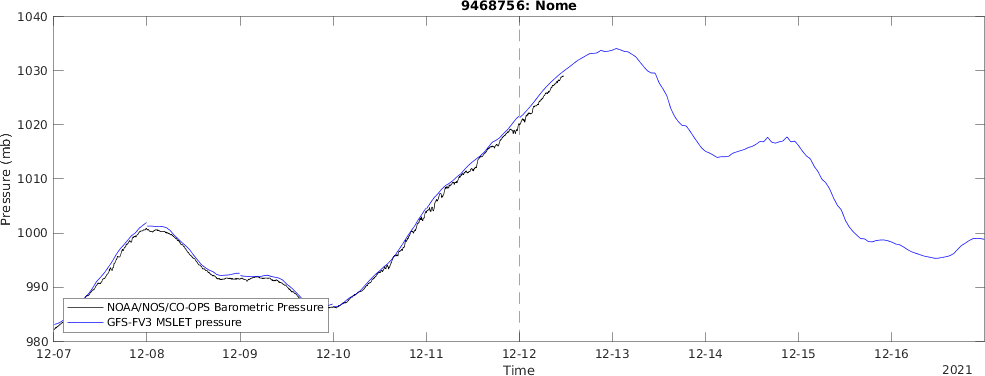 9468756: Nome
1040
1030
1020
1010
1000
990
980
Pressure (mb)
NOAA/NOS/CO-OPS Barometric Pressure
GFS-FV3 MSLET pressure
12-07 12-08 12-09 12-10 12-11 12-12 12-13 12-14 12-15 12-16
Time
2021